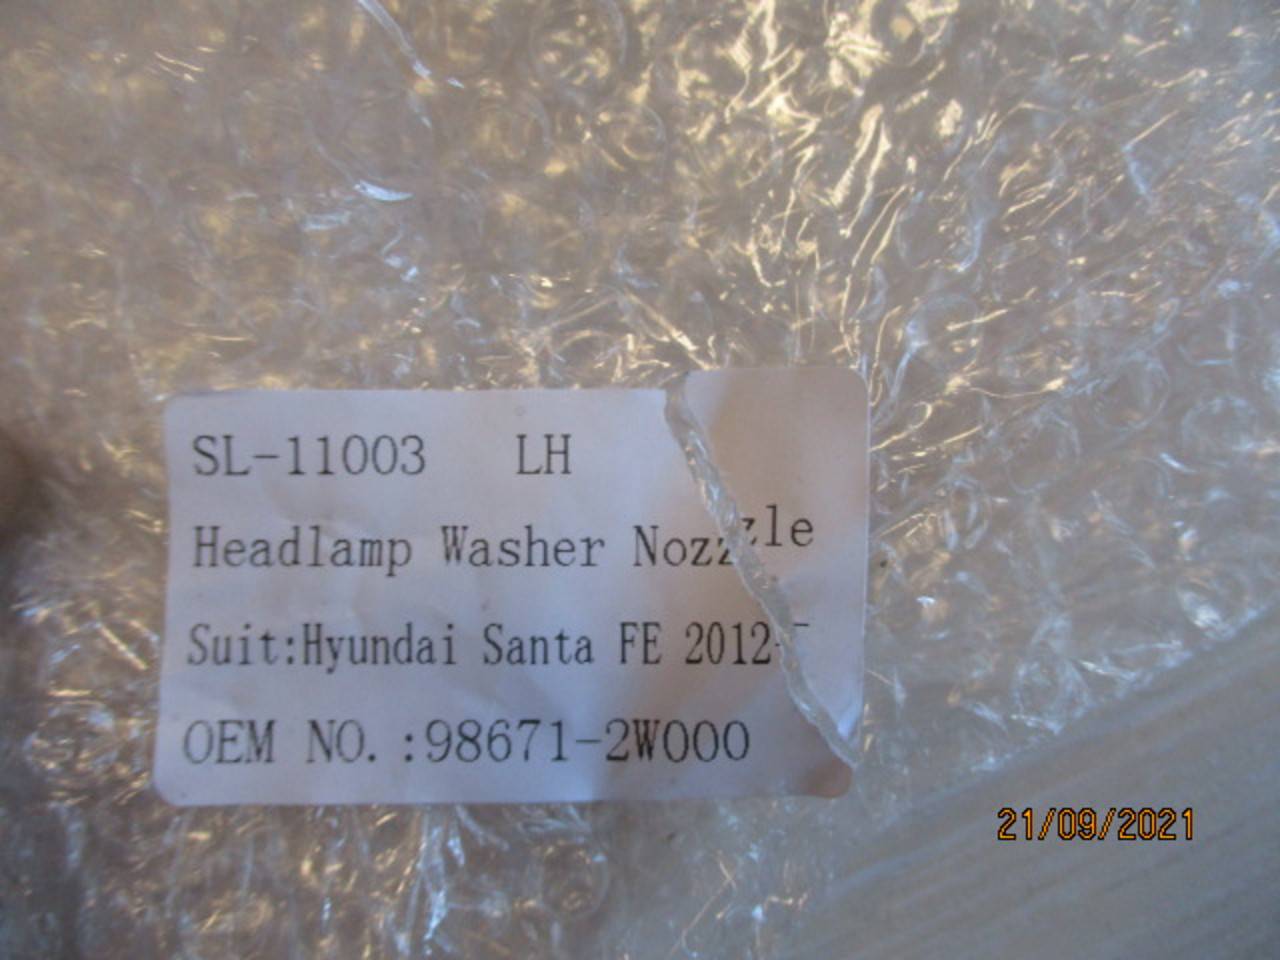 SL-11003 LH
Headlamp Washer Nozzle
Suit:Hyundai Santa FE 2012-
OEM NO.:98671-2W000
21/09/2021